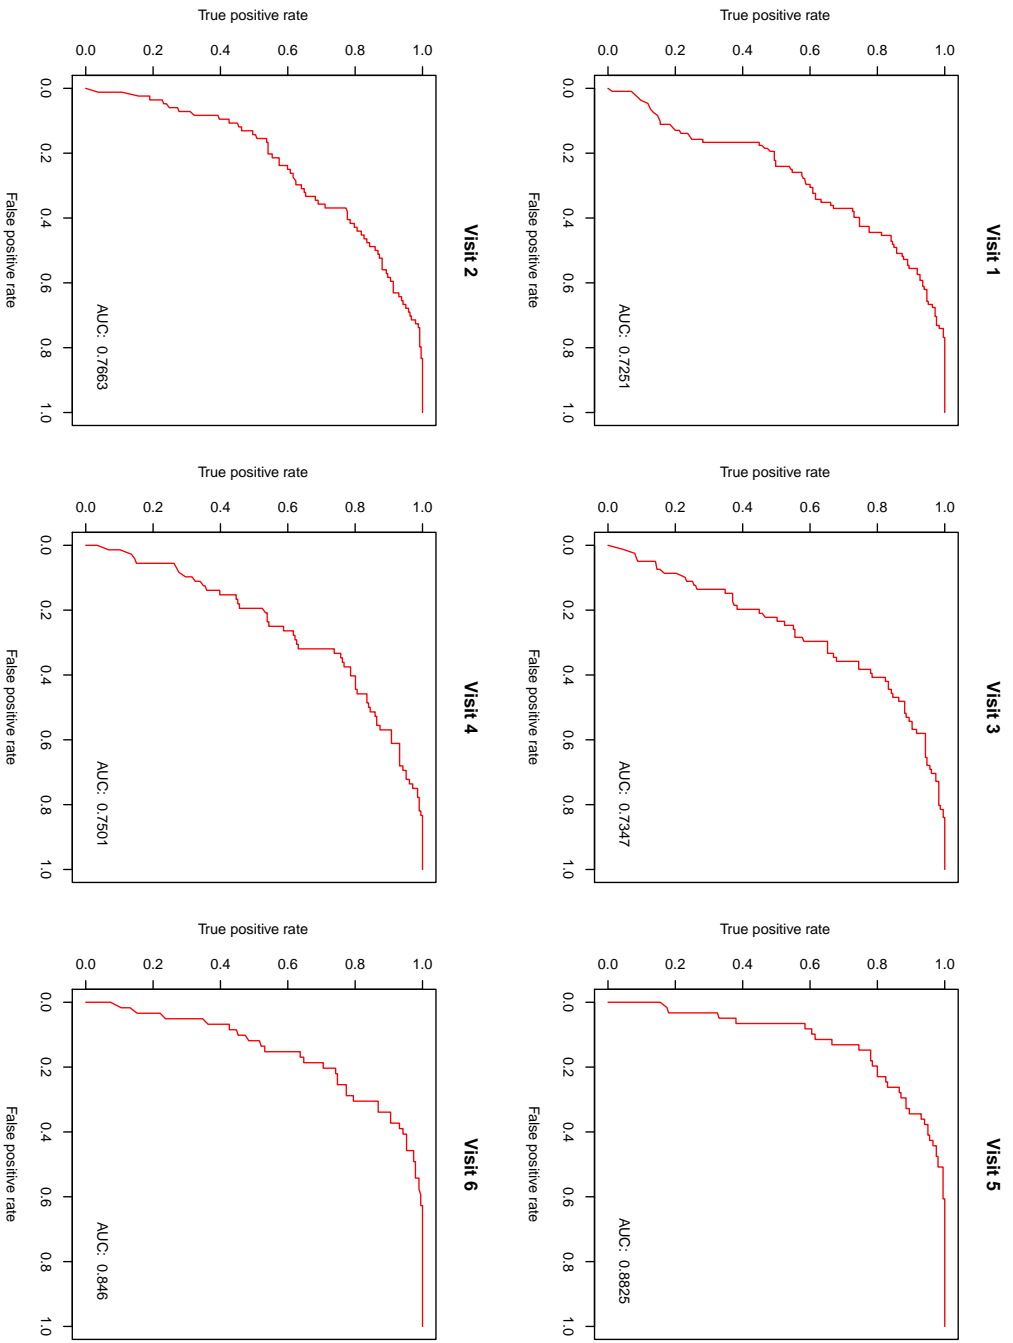 Visit 1
True positive rate
1.0
0.8
0.6
0.4
0.2
0.0
AUC: 0.7251
0.0 0.2 0.4 0.6 0.8 1.0
False positive rate
Visit 3
True positive rate
1.0
0.8
0.6
0.4
0.2
0.0
AUC: 0.7347
0.0 0.2 0.4 0.6 0.8 1.0
False positive rate
Visit 5
True positive rate
1.0
0.8
0.6
0.4
0.2
0.0
AUC: 0.8825
0.0 0.2 0.4 0.6 0.8 1.0
False positive rate
Visit 2
True positive rate
1.0
0.8
0.6
0.4
0.2
0.0
AUC: 0.7663
0.0 0.2 0.4 0.6 0.8 1.0
False positive rate
Visit 4
True positive rate
1.0
0.8
0.6
0.4
0.2
0.0
AUC: 0.7501
0.0 0.2 0.4 0.6 0.8 1.0
False positive rate
Visit 6
True positive rate
1.0
0.8
0.6
0.4
0.2
0.0
AUC: 0.846
0.0 0.2 0.4 0.6 0.8 1.0
False positive rate